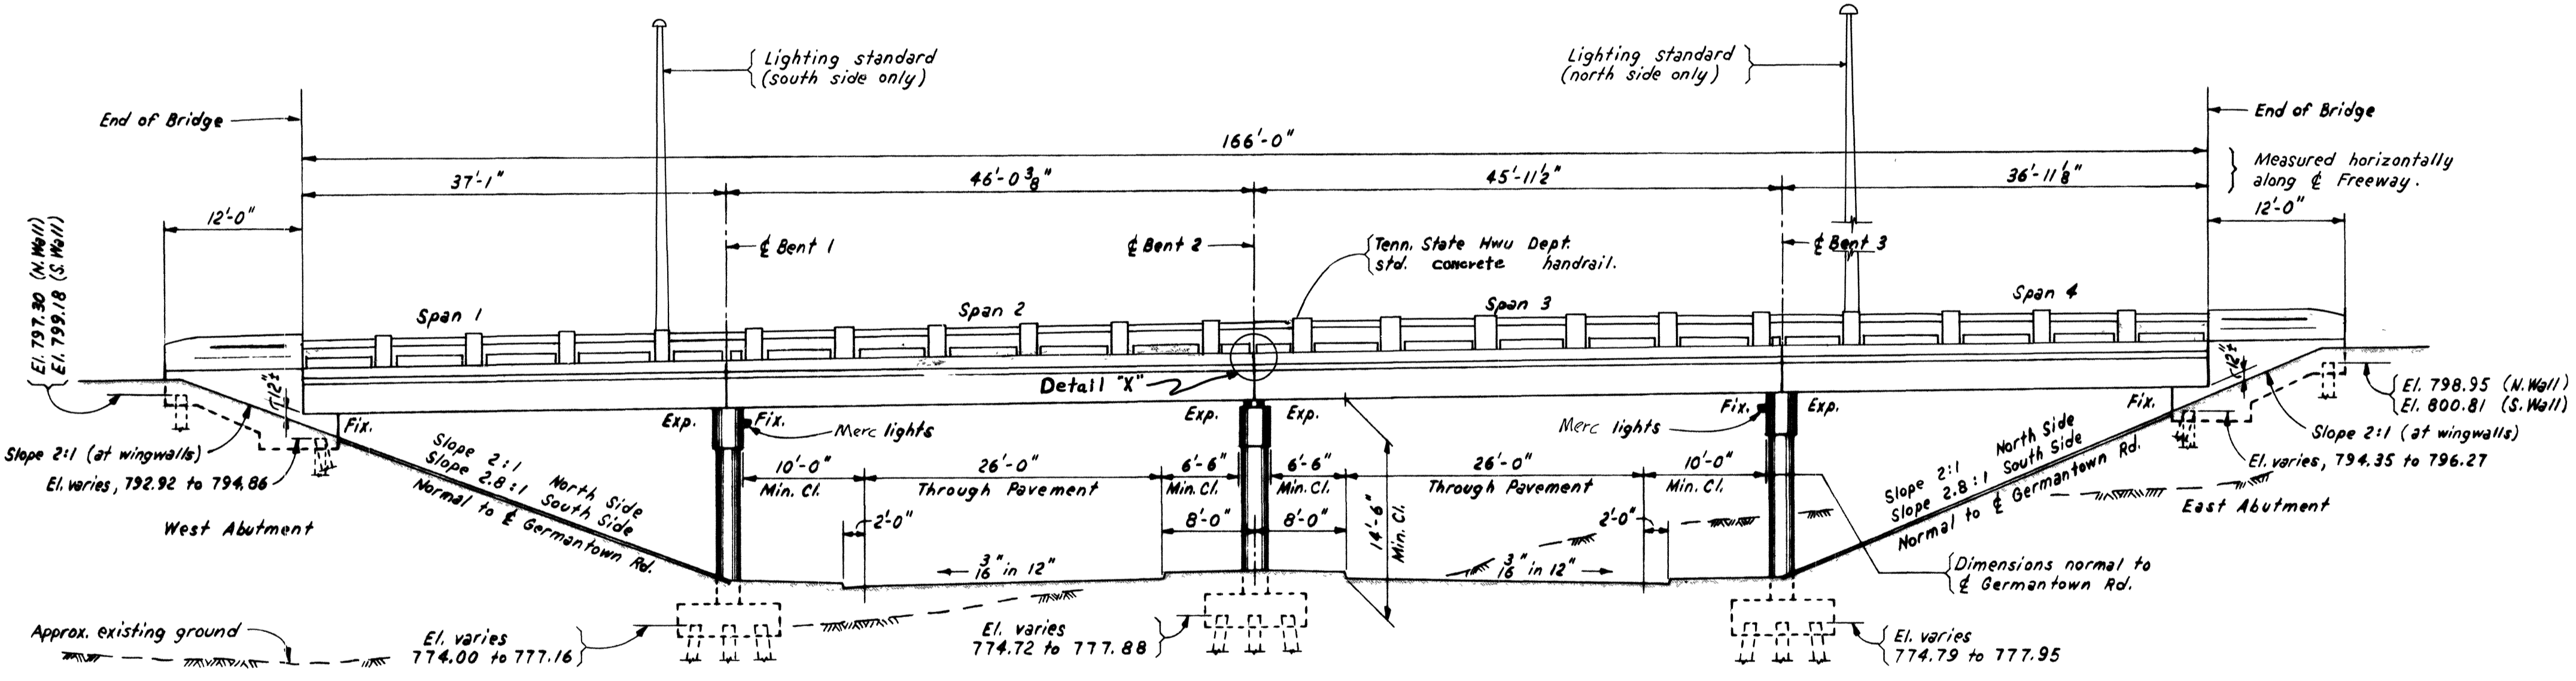 Lighting standard
(south side only)
Lighting standard
(north side only)
End of Bridge
End of Bridge
166'-0"
37'-1"
46'-0 3/8"
45'-11 1/2"
36'-11 1/8"
Measured horizontally
along ℄ Freeway.
12'-0"
12'-0"
El. 797.30 (N. Wall)
El. 799.18 (S. Wall)
℄ Bent 1
℄ Bent 2
℄ Bent 3
Tenn. State Hwu Dept.
std. concrete handrail.
Span 1
Span 2
Span 3
Span 4
12"±
12"±
Detail "X"
Fix.
Exp.
Fix.
Exp.
Exp.
Fix.
Exp.
Fix.
Merc lights
Merc lights
El. 798.95 (N. Wall)
El. 800.81 (S. Wall)
Slope 2:1 (at wingwalls)
Slope 2:1 (at wingwalls)
El. varies, 792.92 to 794.86
El. varies, 794.35 to 796.27
Slope 2:1 North Side
Slope 2.8:1 South Side
Normal to ℄ Germantown Rd.
Slope 2:1 North Side
Slope 2.8:1 South Side
Normal to ℄ Germantown Rd.
10'-0"
Min. Cl.
26'-0"
Through Pavement
6'-6"
Min. Cl.
6'-6"
Min. Cl.
26'-0"
Through Pavement
10'-0"
Min. Cl.
West Abutment
East Abutment
2'-0"
8'-0"
8'-0"
14'-6"
Min. Cl.
2'-0"
3/16" in 12"
3/16" in 12"
Dimensions normal to
℄ Germantown Rd.
Approx. existing ground
El. varies
774.00 to 777.16
El. varies
774.72 to 777.88
El. varies
774.79 to 777.95